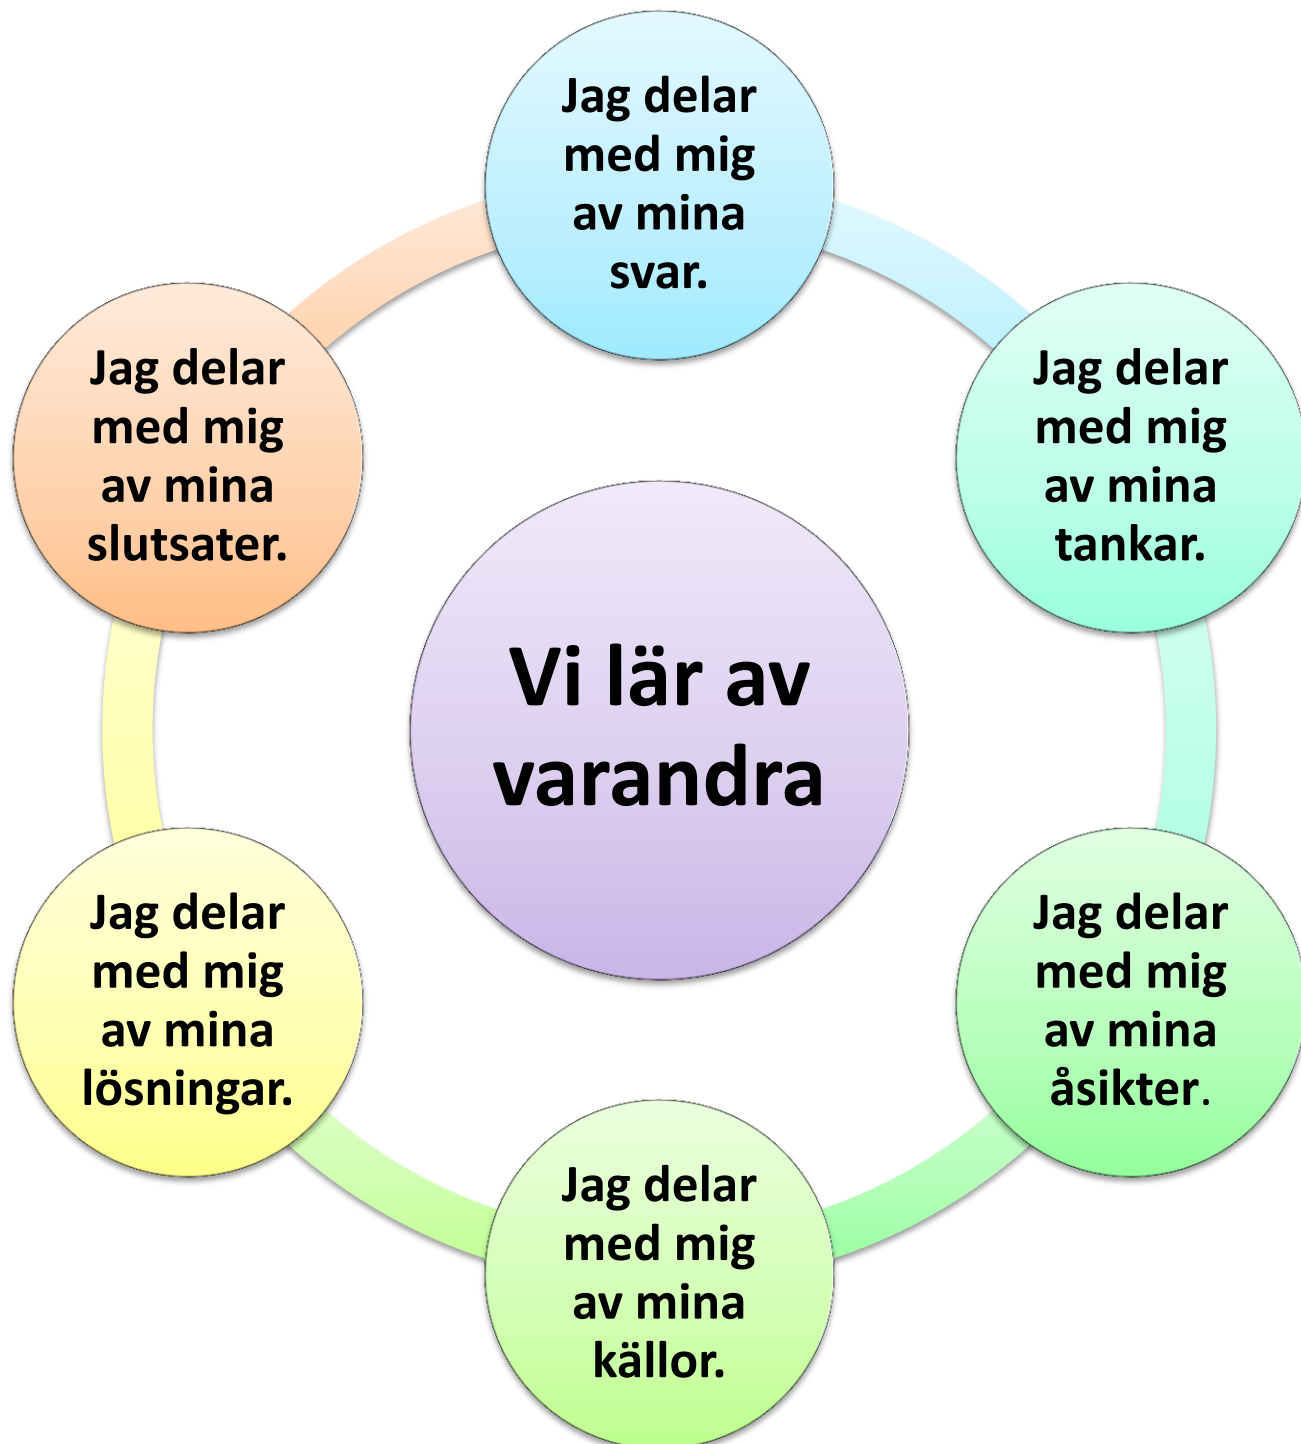 Jag delar
med mig
av mina
svar.
Jag delar
med mig
av mina
tankar.
Jag delar
med mig
av mina
åsikter.
Jag delar
med mig
av mina
källor.
Jag delar
med mig
av mina
lösningar.
Jag delar
med mig
av mina
slutsater.
Vi lär av
varandra